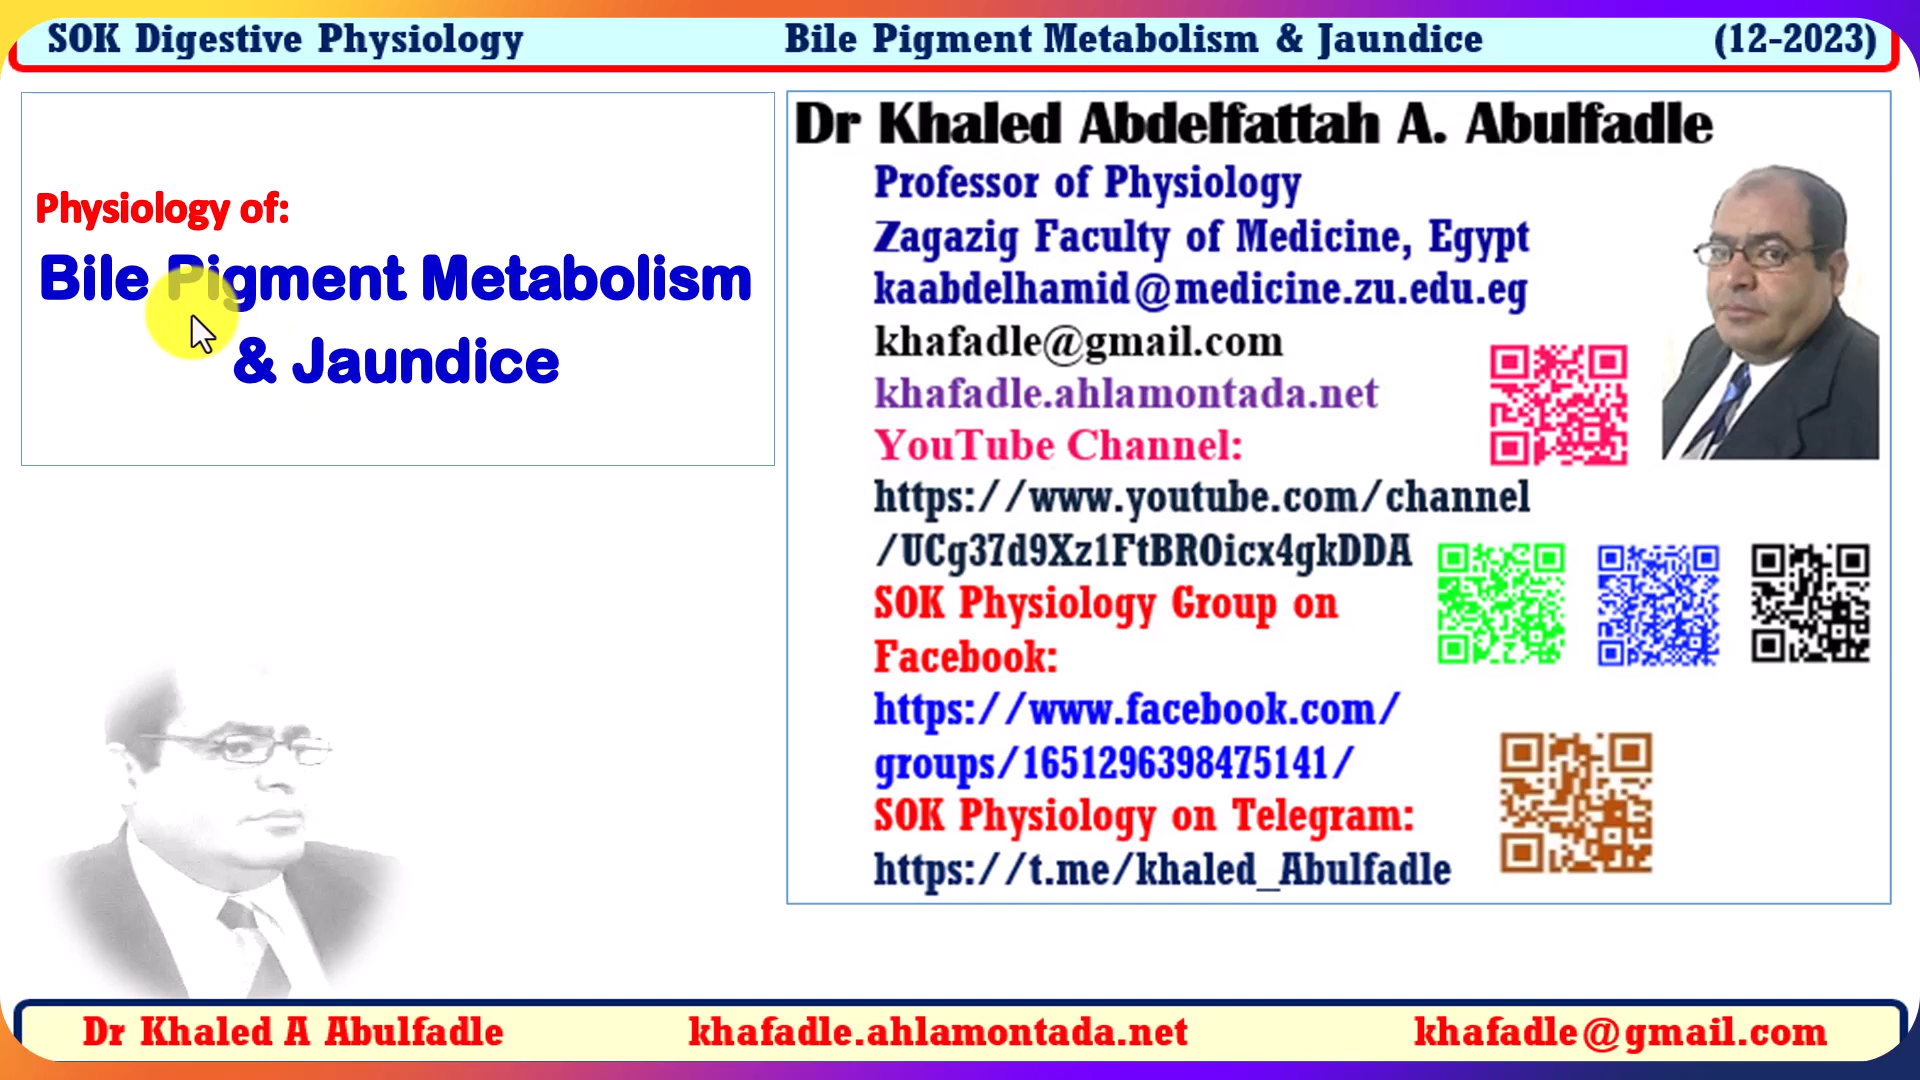 SOK Digestive Physiology Bile Pigment Metabolism & Jaundice (12-2023)
Physiology of:
Bile Pigment Metabolism
& Jaundice
Dr Khaled Abdelfattah A. Abulfadle
Professor of Physiology
Zagazig Faculty of Medicine, Egypt
kaabdelhamid@medicine.zu.edu.eg
khafadle@gmail.com
khafadle.ahlamontada.net
YouTube Channel:
https://www.youtube.com/channel
/UCg37d9Xz1FtBROicx4gkDDA
SOK Physiology Group on
Facebook:
https://www.facebook.com/
groups/1651296398475141/
SOK Physiology on Telegram:
https://t.me/khaled_Abulfadle
Dr Khaled A Abulfadle khafadle.ahlamontada.net khafadle@gmail.com